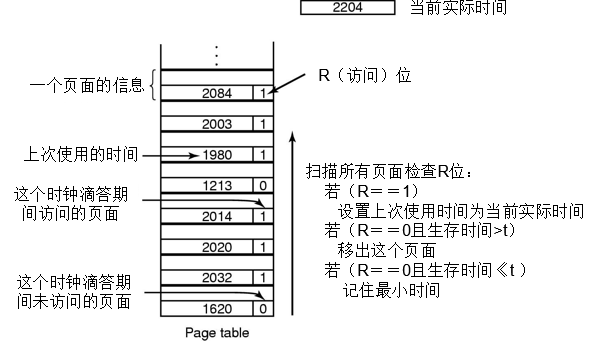 2204 当前实际时间
一个页面的信息
R（访问）位
2084 1
2003 1
上次使用的时间
1980 1
1213 0
这个时钟滴答期
间访问的页面
2014 1
2020 1
这个时钟滴答期
间未访问的页面
2032 1
1620 0
Page table
扫描所有页面检查R位：
若（R＝＝1）
设置上次使用时间为当前实际时间
若（R＝＝0且生存时间>t）
移出这个页面
若（R＝＝0且生存时间≪t ）
记住最小时间